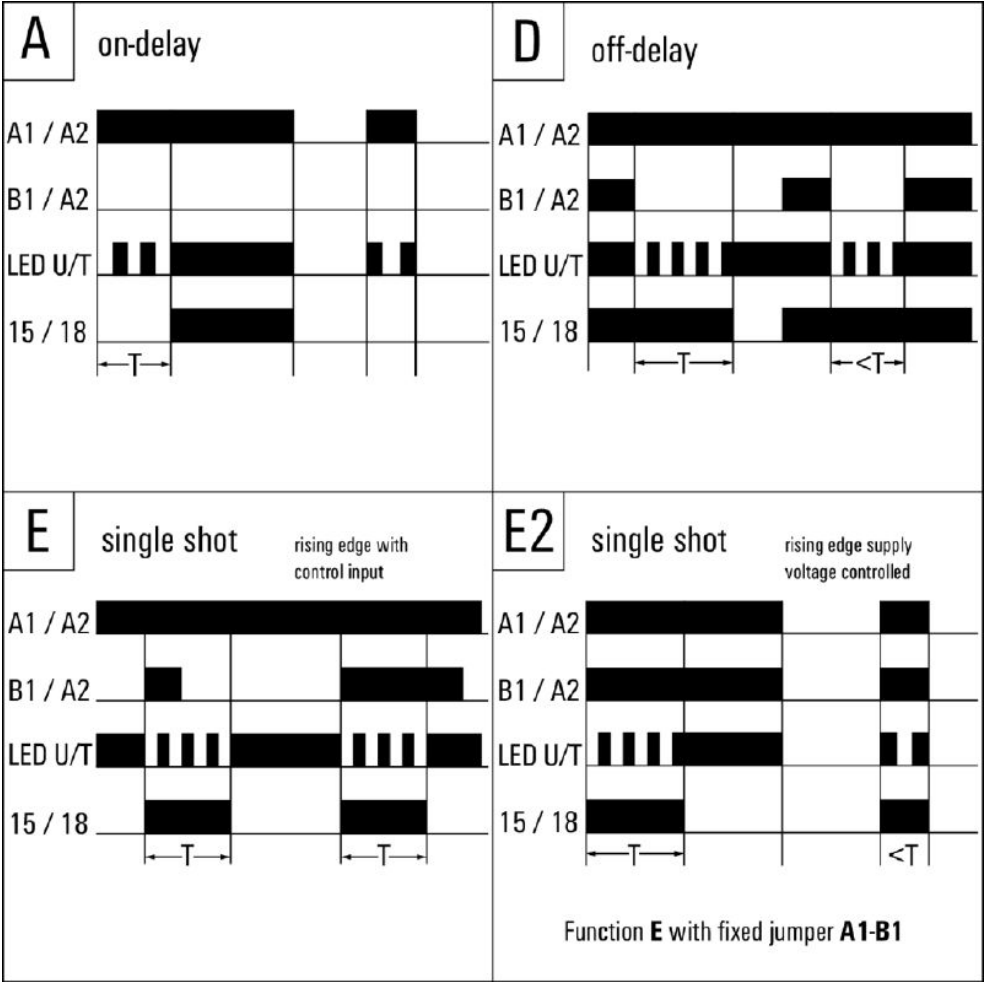 A
on-delay
A1 / A2
B1 / A2
LED U/T
15 / 18
T
D
off-delay
A1 / A2
B1 / A2
LED U/T
15 / 18
T
<T
E
single shot
rising edge with
control input
A1 / A2
B1 / A2
LED U/T
15 / 18
T
T
E2
single shot
rising edge supply
voltage controlled
A1 / A2
B1 / A2
LED U/T
15 / 18
T
<T
Function E with fixed jumper A1-B1